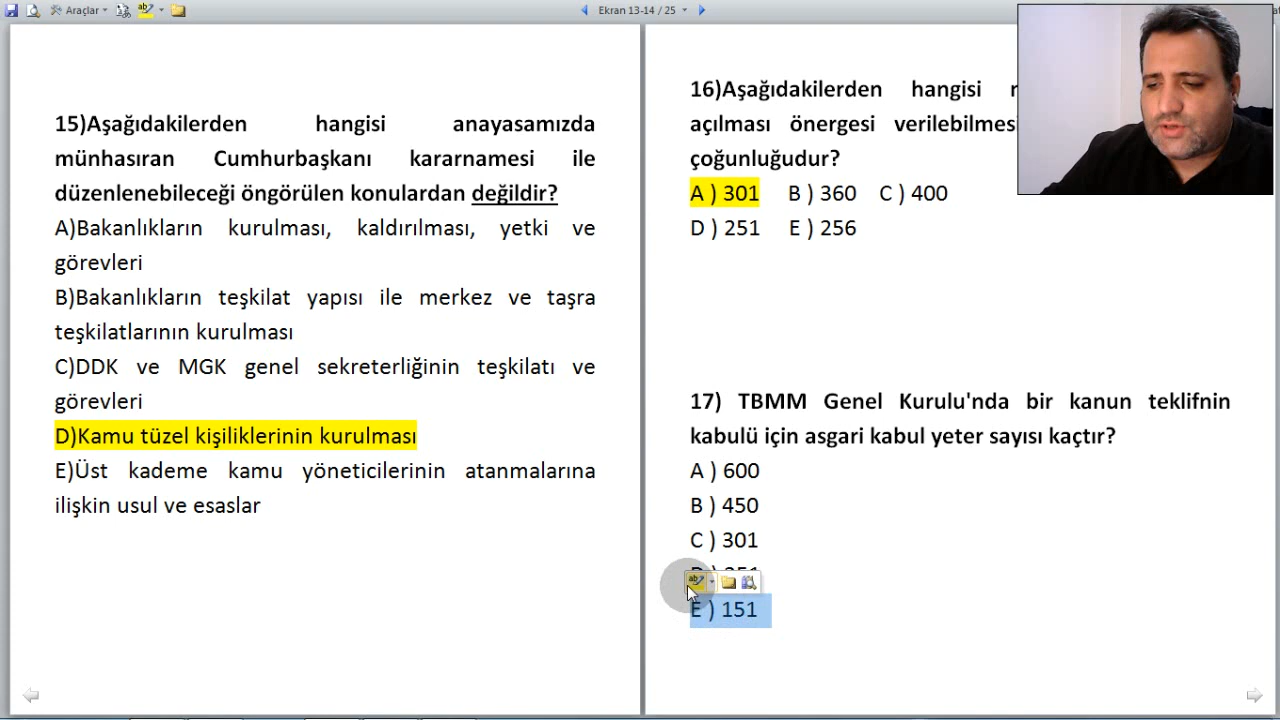 Araçlar
Ekran 13-14 / 25
15)Aşağıdakilerden hangisi anayasamızda
münhasıran Cumhurbaşkanı kararnamesi ile
düzenlenebileceği öngörülen konulardan değildir?
A)Bakanlıkların kurulması, kaldırılması, yetki ve
görevleri
B)Bakanlıkların teşkilat yapısı ile merkez ve taşra
teşkilatlarının kurulması
C)DDK ve MGK genel sekreterliğinin teşkilatı ve
görevleri
D)Kamu tüzel kişiliklerinin kurulması
E)Üst kademe kamu yöneticilerinin atanmalarına
ilişkin usul ve esaslar
16)Aşağıdakilerden hangisi
açılması önergesi
çoğunluğudur?
A ) 301 B ) 360 C ) 400
D ) 251 E ) 256
17) TBMM Genel Kurulu'nda bir kanun teklifnin
kabulü için asgari kabul yeter sayısı kaçtır?
A ) 600
B ) 450
C ) 301
E ) 151